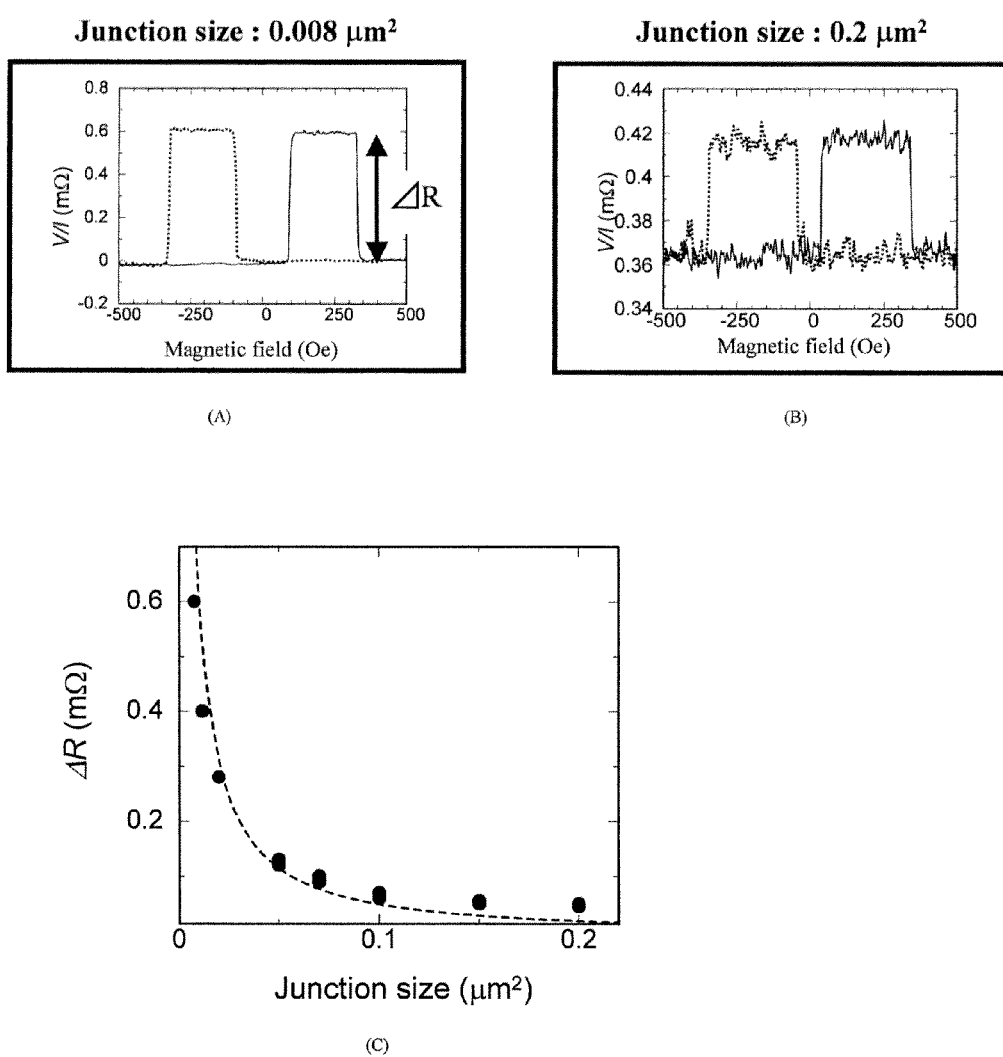 Junction size : 0.008 μm²
Junction size : 0.2 μm²
0.8
0.6
0.4
0.2
0
-0.2
V/I (mΩ)
-500 -250 0 250 500
Magnetic field (Oe)
ΔR
0.44
0.42
0.40
0.38
0.36
0.34
V/I (mΩ)
-500 -250 0 250 500
Magnetic field (Oe)
(A)
(B)
0.6
0.4
0.2
ΔR (mΩ)
0 0.1 0.2
Junction size (μm²)
(C)